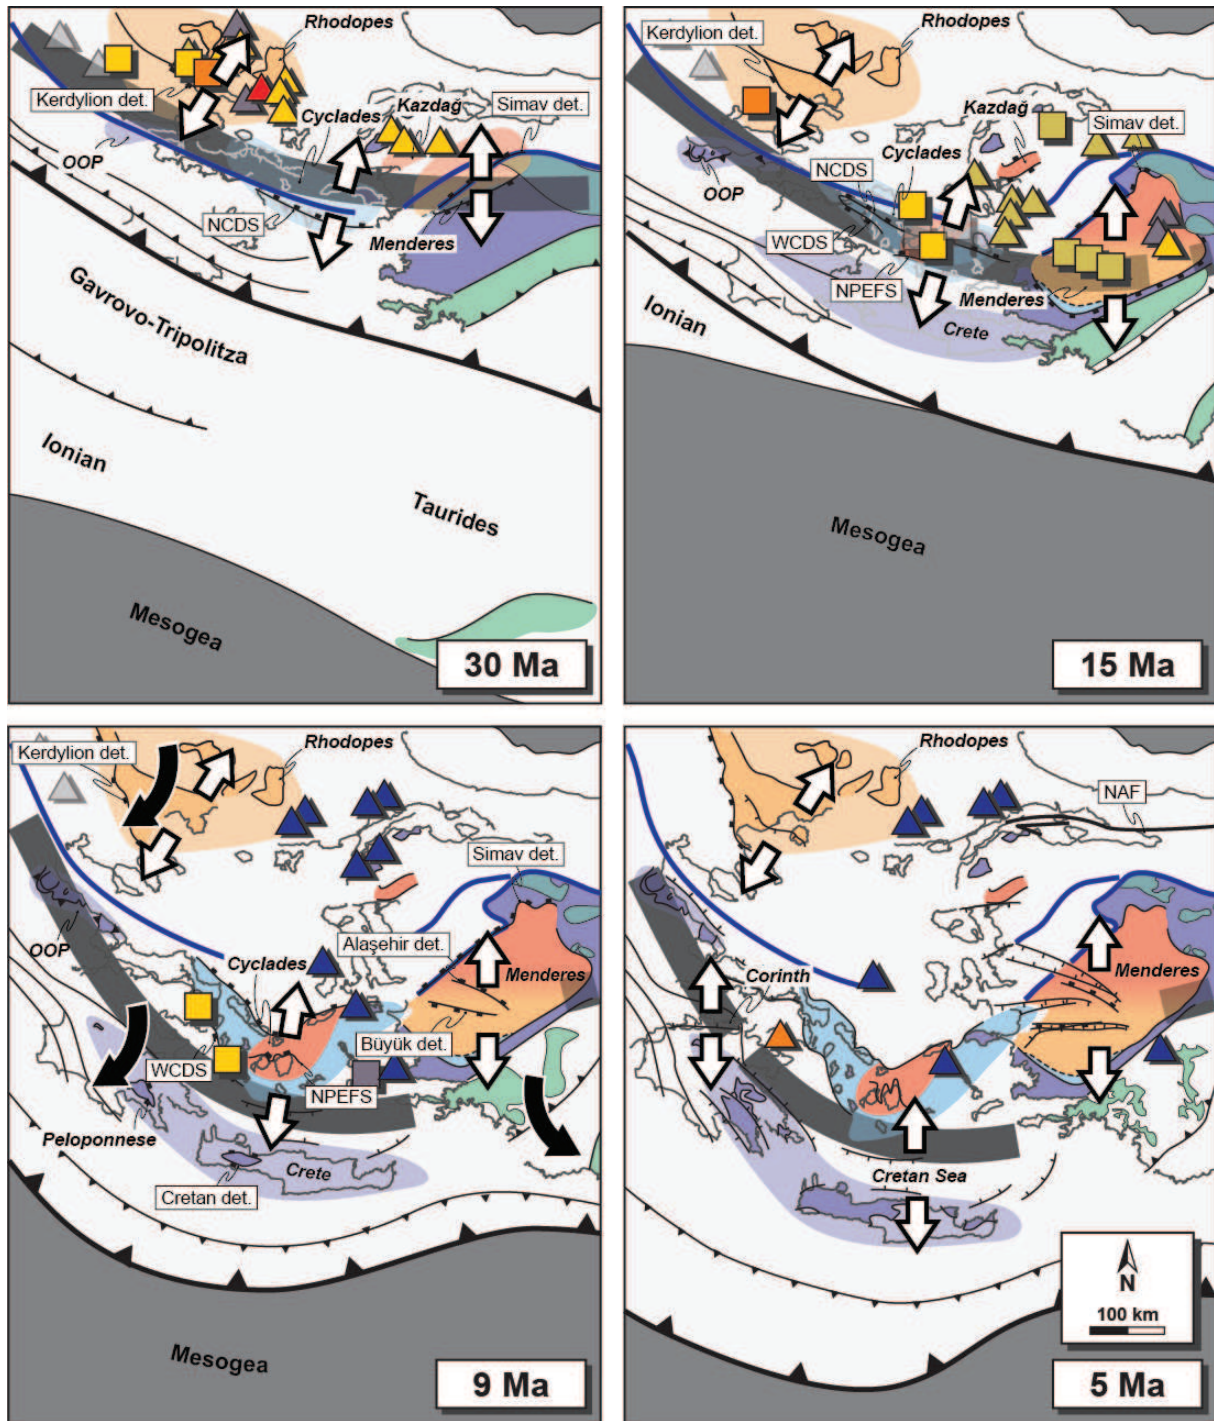 Rhodopes
Kerdylion det.
Cyclades
Kazdağ
Simav det.
OOP
NCDS
Menderes
Gavrovo-Tripolitza
Ionian
Taurides
Mesogea
30 Ma
Kerdylion det.
Rhodopes
Kazdağ
Simav det.
Cyclades
NCDS
OOP
WCDS
NPEFS
Menderes
Crete
Ionian
Mesogea
15 Ma
Kerdylion det.
Rhodopes
Simav det.
OOP
Alaşehir det.
Cyclades
Menderes
Büyük det.
WCDS
NPEFS
Peloponnese
Crete
Cretan det.
Mesogea
9 Ma
Rhodopes
NAF
Corinth
Menderes
Cretan Sea
N
100 km
5 Ma